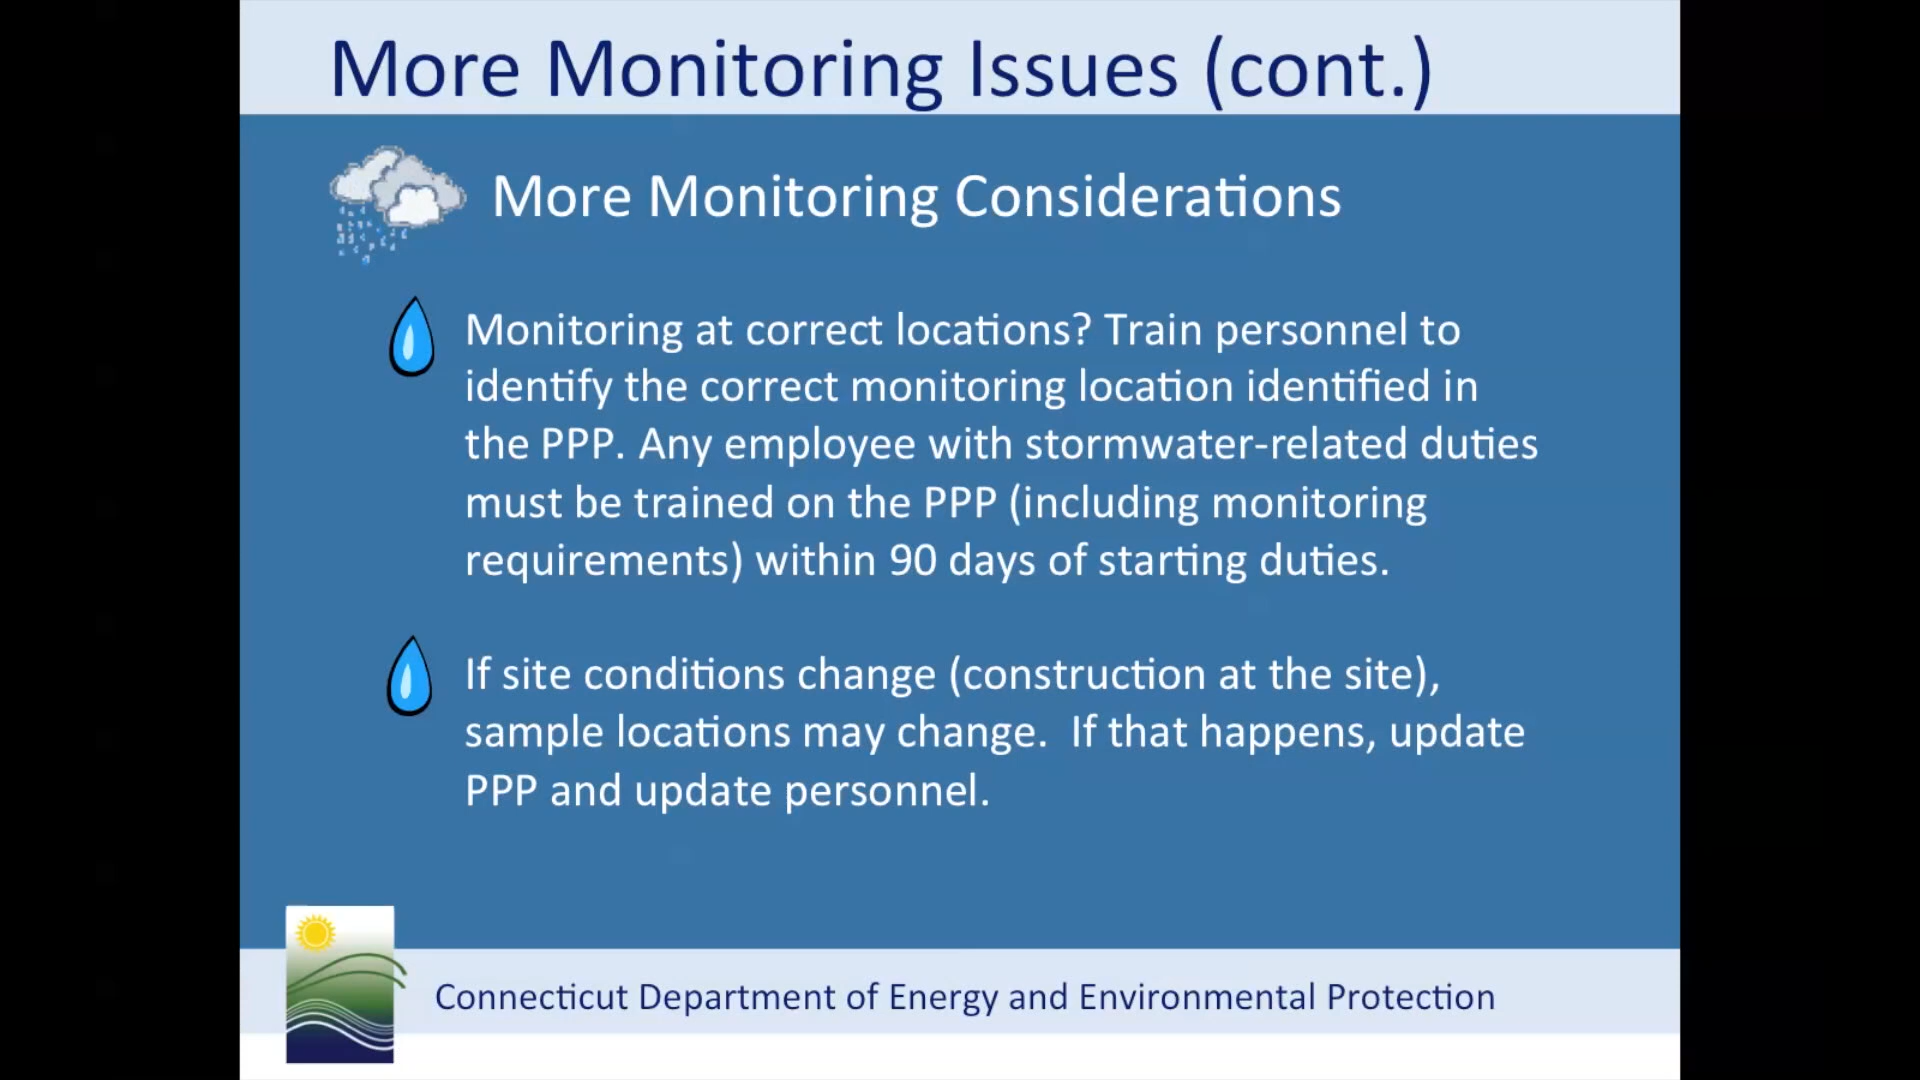 More Monitoring Issues (cont.)
More Monitoring Considerations
Monitoring at correct locations? Train personnel to
identify the correct monitoring location identified in
the PPP. Any employee with stormwater-related duties
must be trained on the PPP (including monitoring
requirements) within 90 days of starting duties.
If site conditions change (construction at the site),
sample locations may change.  If that happens, update
PPP and update personnel.
Connecticut Department of Energy and Environmental Protection